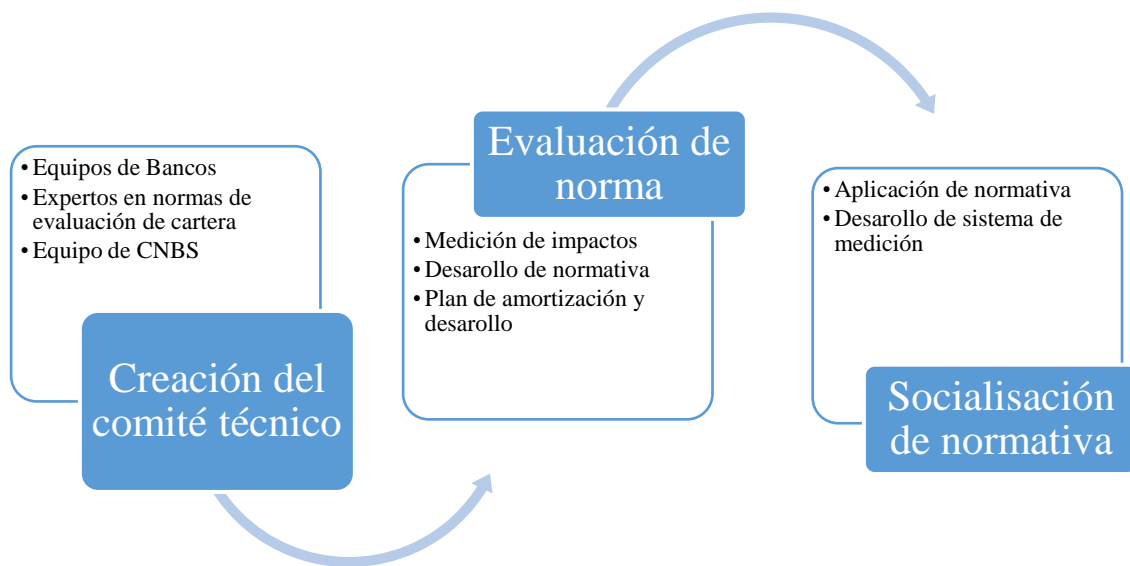 • Equipos de Bancos
• Expertos en normas de
evaluación de cartera
• Equipo de CNBS
Creación del
comité técnico
Evaluación de
norma
• Medición de impactos
• Desarollo de normativa
• Plan de amortización y
desarollo
• Aplicación de normativa
• Desarollo de sistema de
medición
Socialisación
de normativa